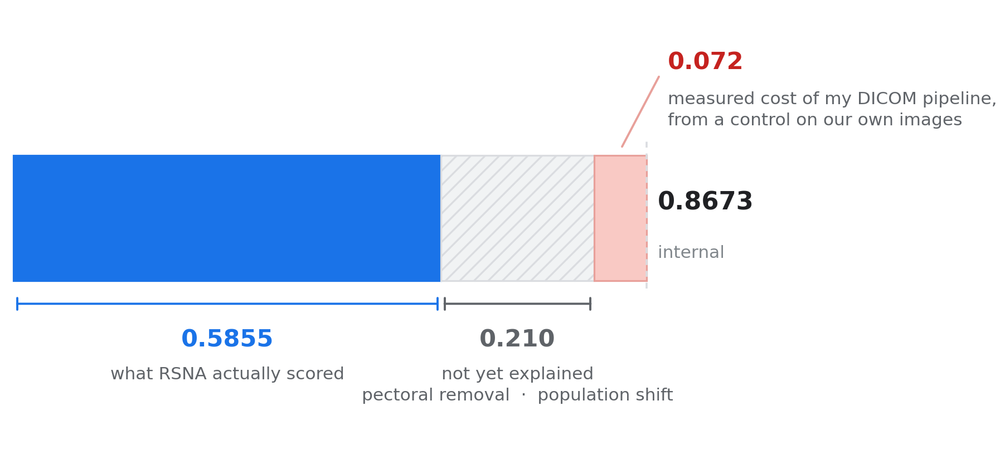 0.072
measured cost of my DICOM pipeline,
from a control on our own images
0.8673
internal
0.5855
what RSNA actually scored
0.210
not yet explained
pectoral removal · population shift